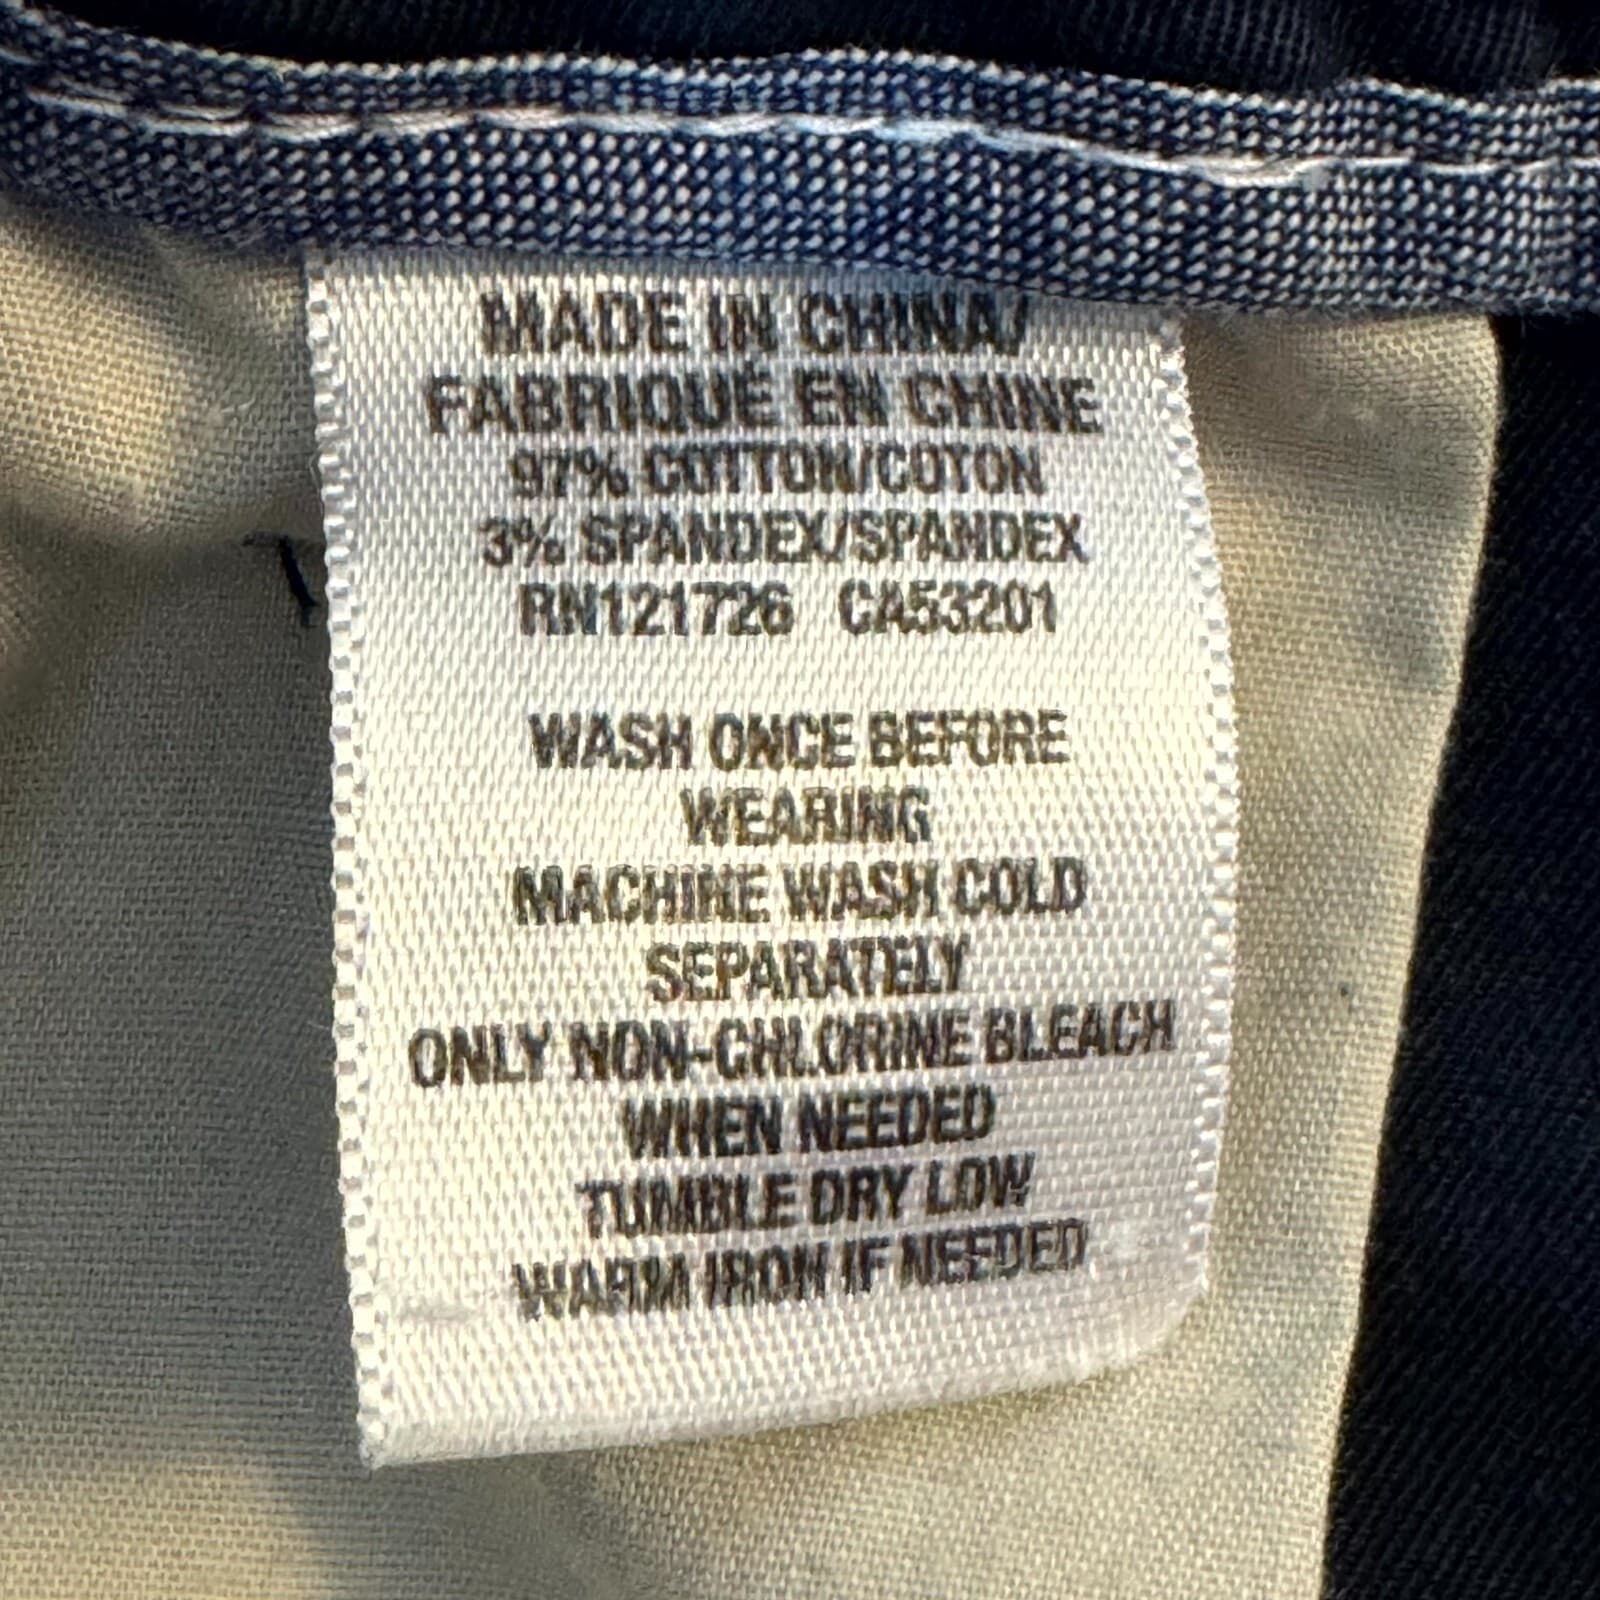 MADE IN CHINA/
FABRIQUÉ EN CHINE
97% COTTON/COTON
3% SPANDEX/SPANDEX
RN121726 CA53201
WASH ONCE BEFORE
WEARING
MACHINE WASH COLD
SEPARATELY
ONLY NON-CHLORINE BLEACH
WHEN NEEDED
TUMBLE DRY LOW
WARM IRON IF NEEDED